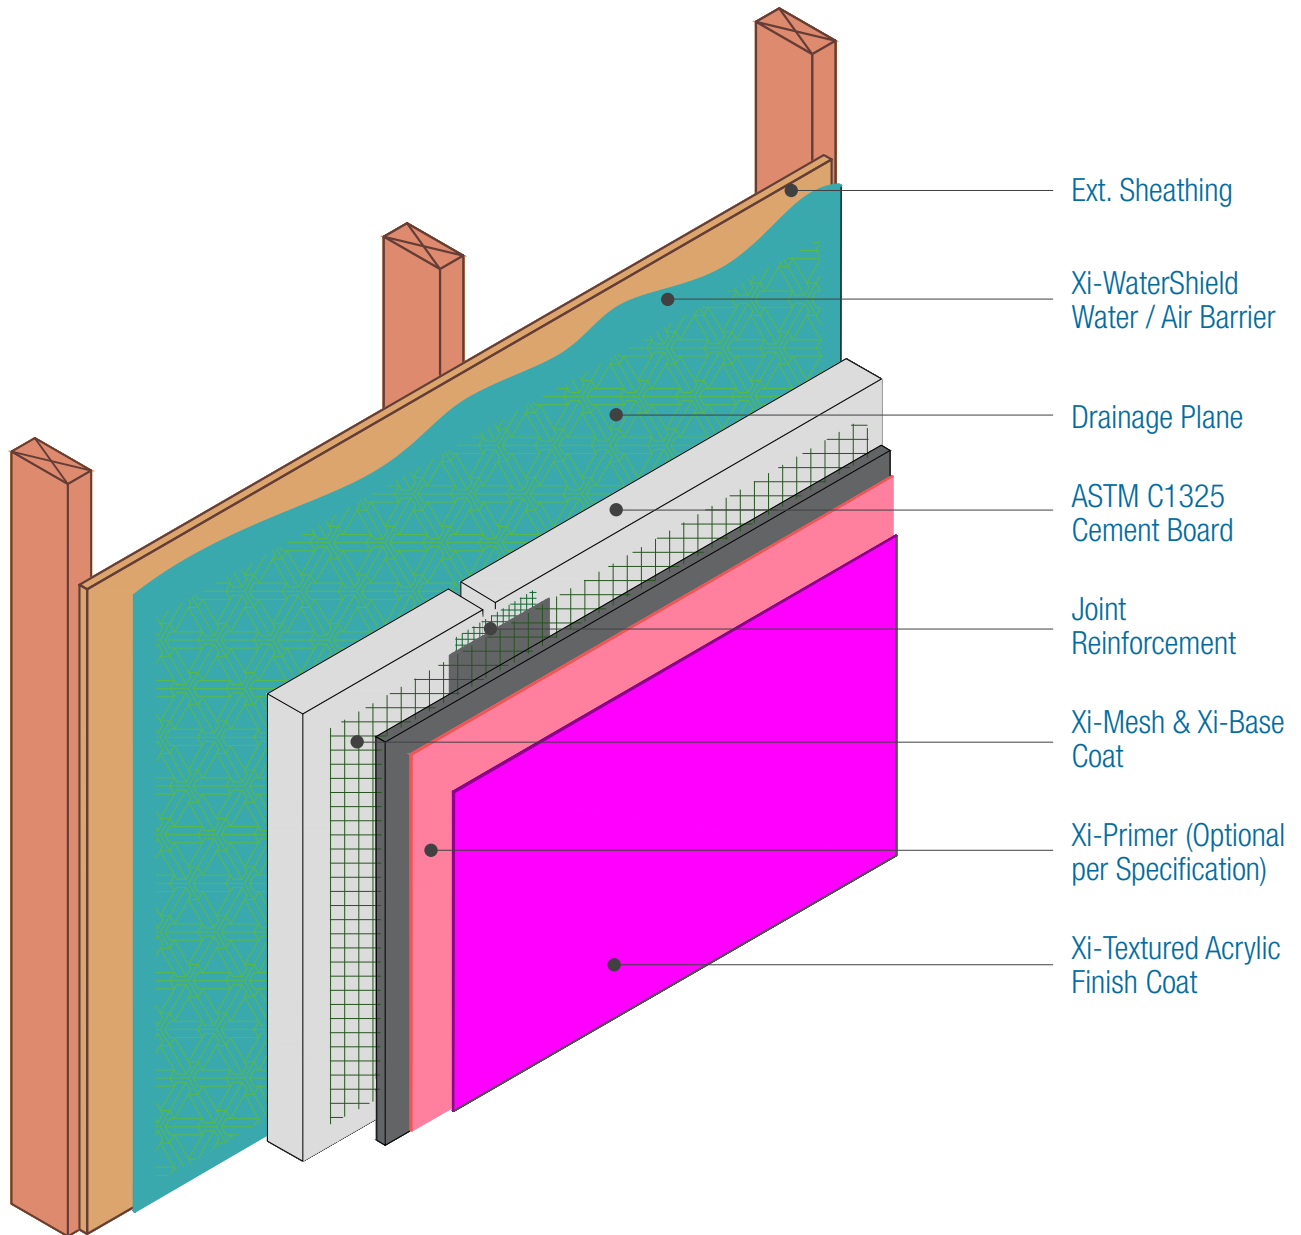 Ext. Sheathing
Xi-WaterShield
Water / Air Barrier
Drainage Plane
ASTM C1325
Cement Board
Joint
Reinforcement
Xi-Mesh & Xi-Base
Coat
Xi-Primer (Optional
per Specification)
Xi-Textured Acrylic
Finish Coat